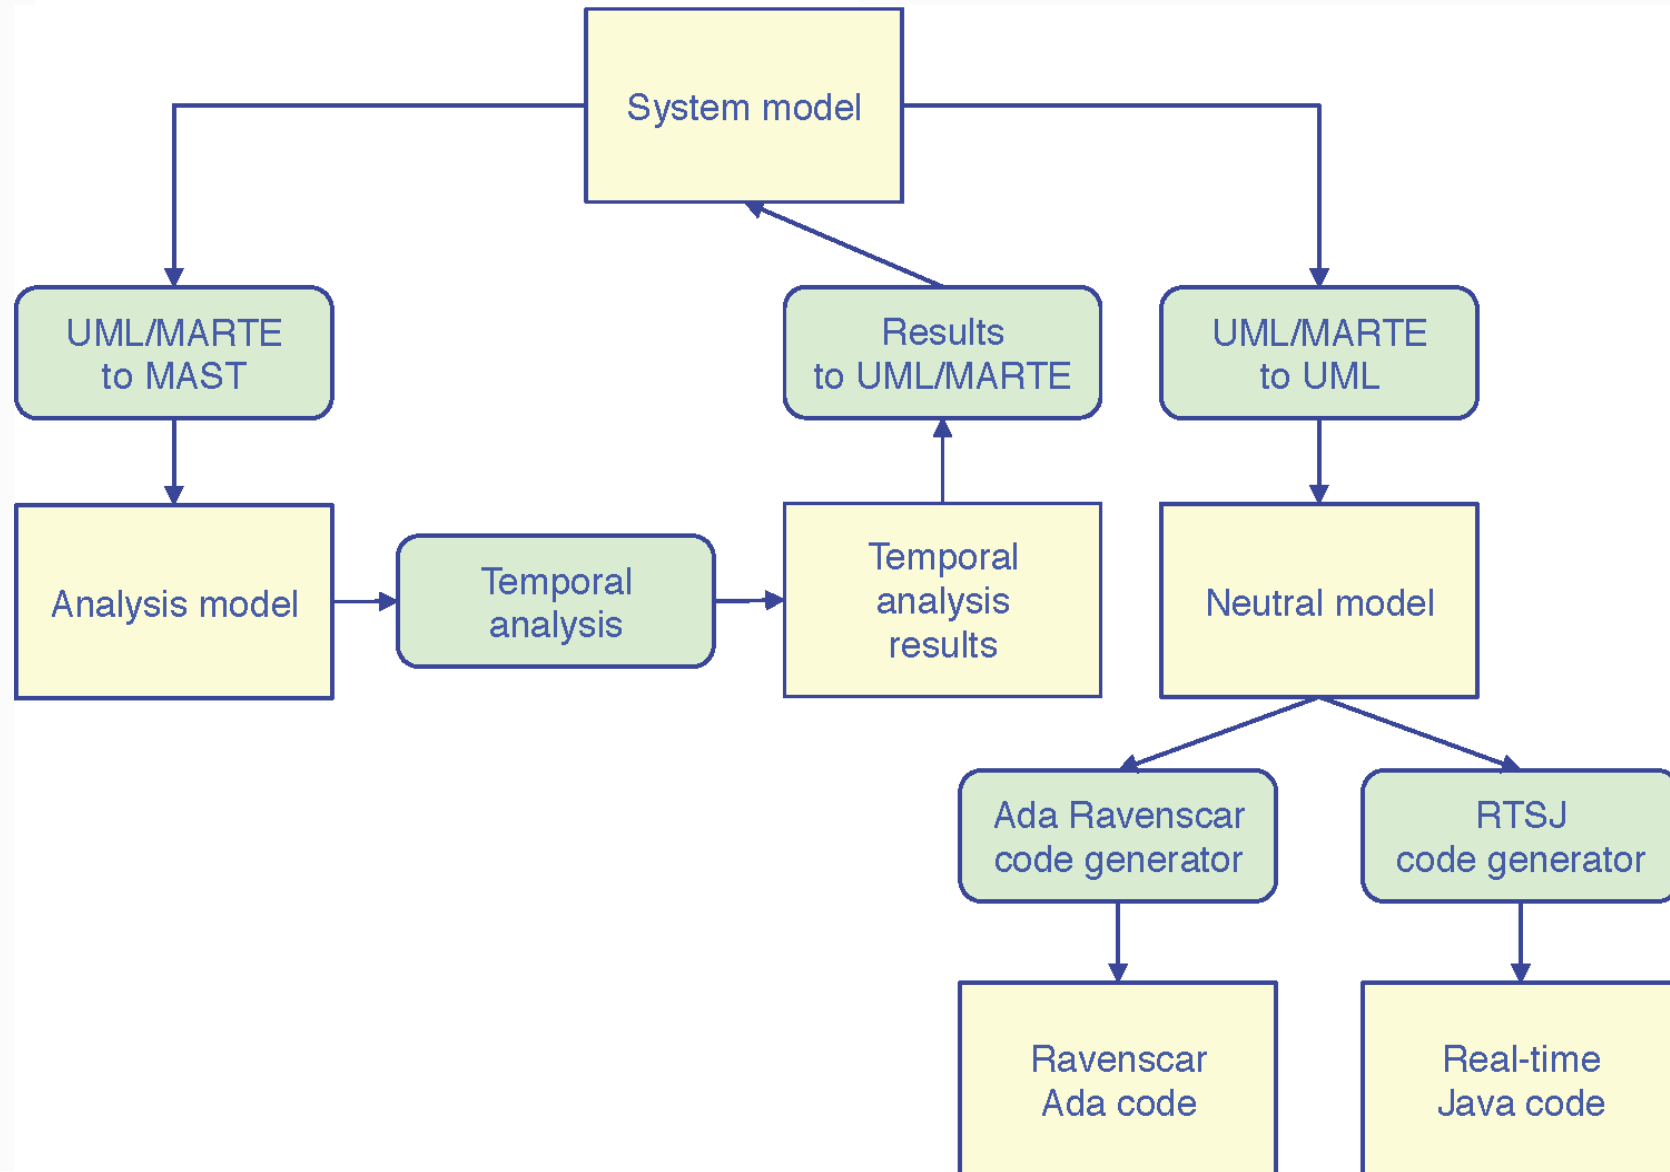 System model
UML/MARTE
to MAST
Results
to UML/MARTE
UML/MARTE
to UML
Analysis model
Temporal
analysis
Temporal
analysis
results
Neutral model
Ada Ravenscar
code generator
RTSJ
code generator
Ravenscar
Ada code
Real-time
Java code